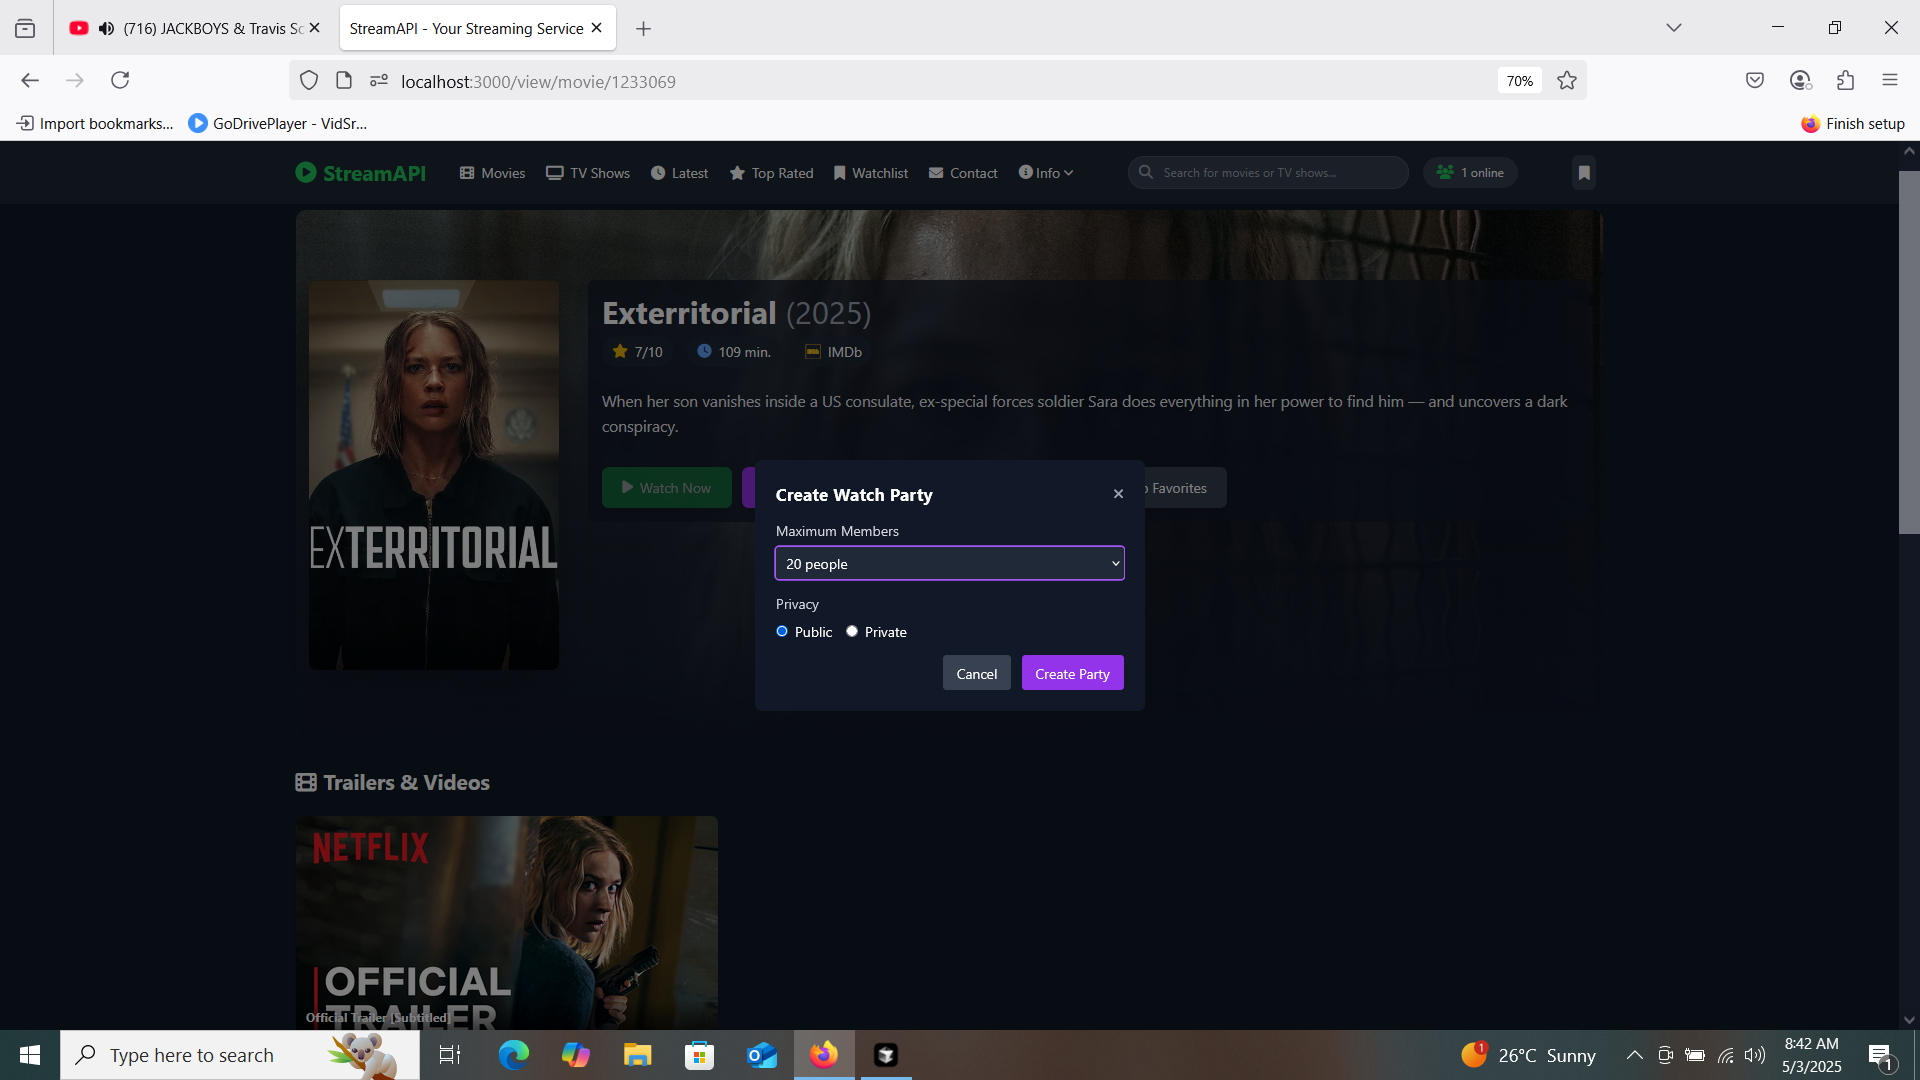 (716) JACKBOYS & Travis Sc
StreamAPI - Your Streaming Service
localhost:3000/view/movie/1233069
70%
Import bookmarks...
GoDrivePlayer - VidSr...
Finish setup
StreamAPI
Movies
TV Shows
Latest
Top Rated
Watchlist
Contact
Info
Search for movies or TV shows...
1 online
Exterritorial (2025)
7/10
109 min.
IMDb
When her son vanishes inside a US consulate, ex-special forces soldier Sara does everything in her power to find him — and uncovers a dark
conspiracy.
Watch Now
Favorites
EXTERRITORIAL
Create Watch Party
Maximum Members
20 people
Privacy
Public
Private
Cancel
Create Party
Trailers & Videos
NETFLIX
OFFICIAL
TRAILER
Official Trailer [Subtitled]
Type here to search
1
26°C Sunny
8:42 AM
5/3/2025
1